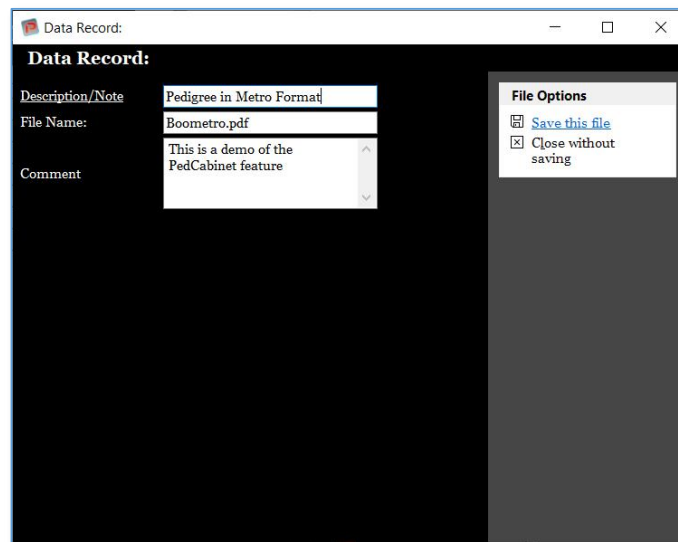 Data Record:
Data Record:
Description/Note
Pedigree in Metro Format
File Name:
Boometro.pdf
Comment
This is a demo of the
PedCabinet feature
File Options
Save this file
Close without
saving